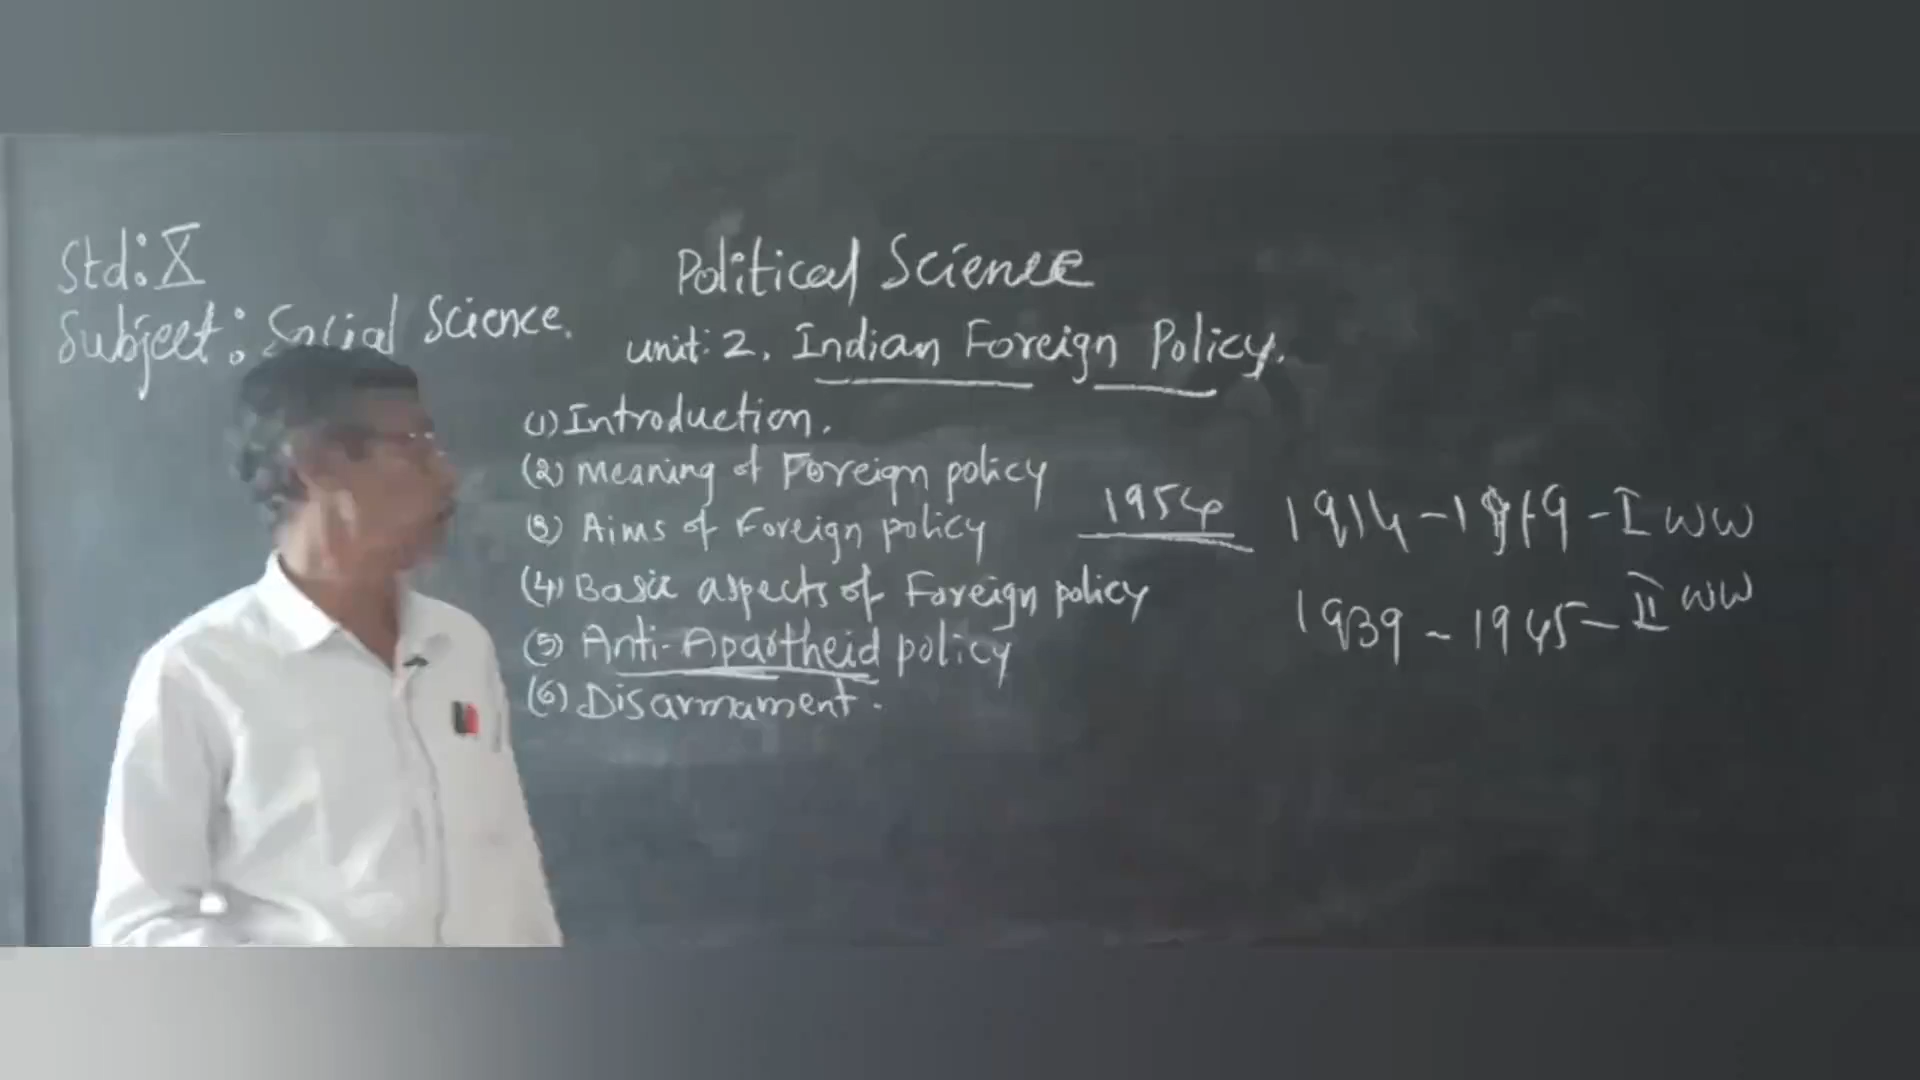 Std: X
Subject: Social Science.
Political Science
unit: 2. Indian Foreign Policy.
(1) Introduction.
(2) Meaning of Foreign policy
(3) Aims of Foreign policy
(4) Basic aspects of Foreign policy
(5) Anti-Apartheid policy
(6) Disarmament.
1954
1914 - 1919 - I WW
1939 - 1945 - II WW